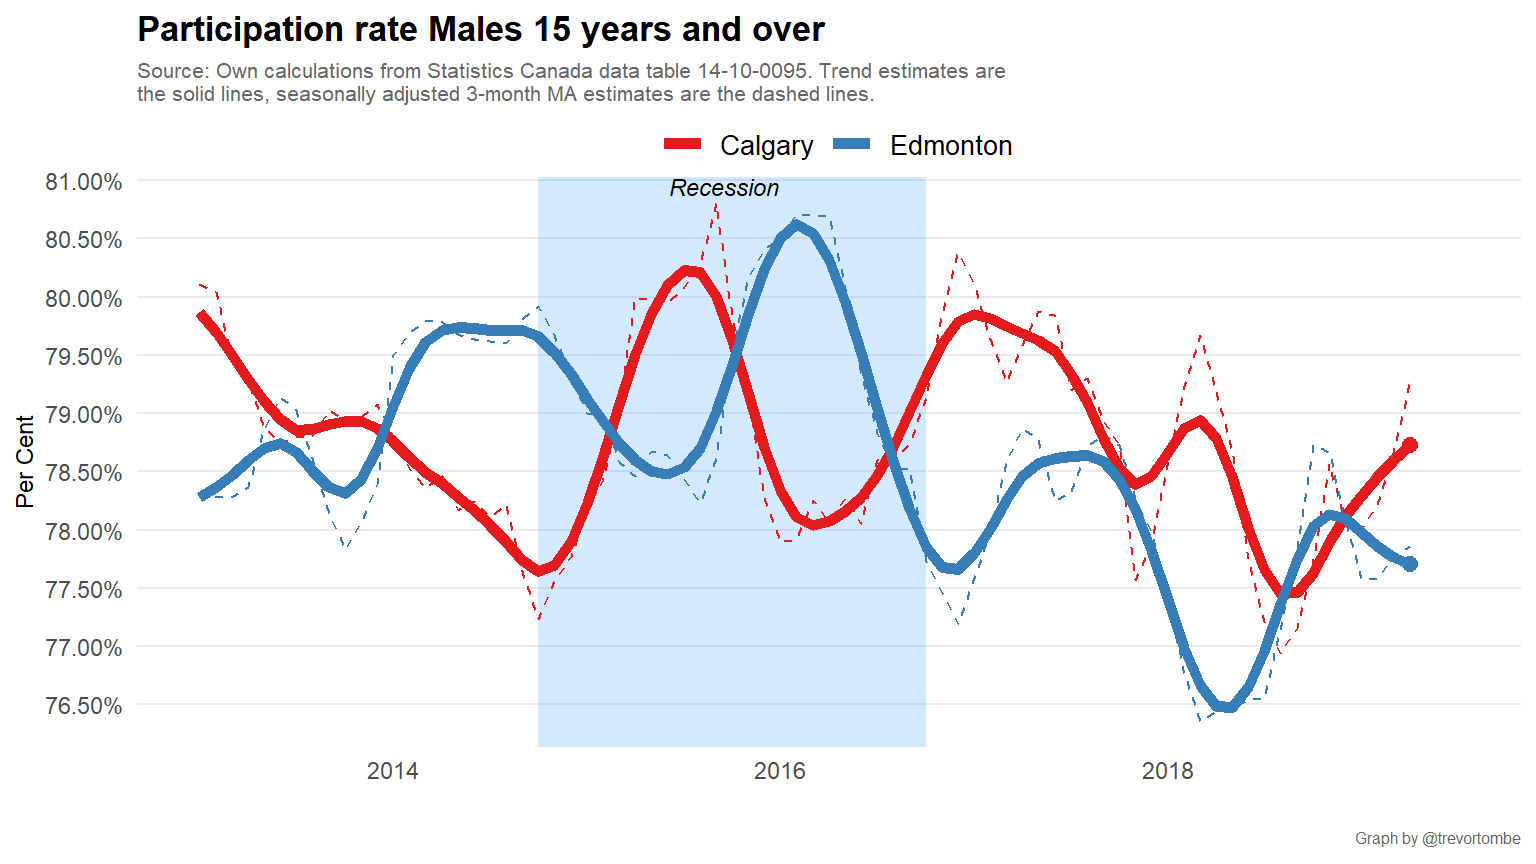 Participation rate Males 15 years and over
Source: Own calculations from Statistics Canada data table 14-10-0095. Trend estimates are
the solid lines, seasonally adjusted 3-month MA estimates are the dashed lines.
Calgary Edmonton
Recession
81.00%
80.50%
80.00%
79.50%
79.00%
78.50%
78.00%
77.50%
77.00%
76.50%
Per Cent
2014 2016 2018
Graph by @trevortombe